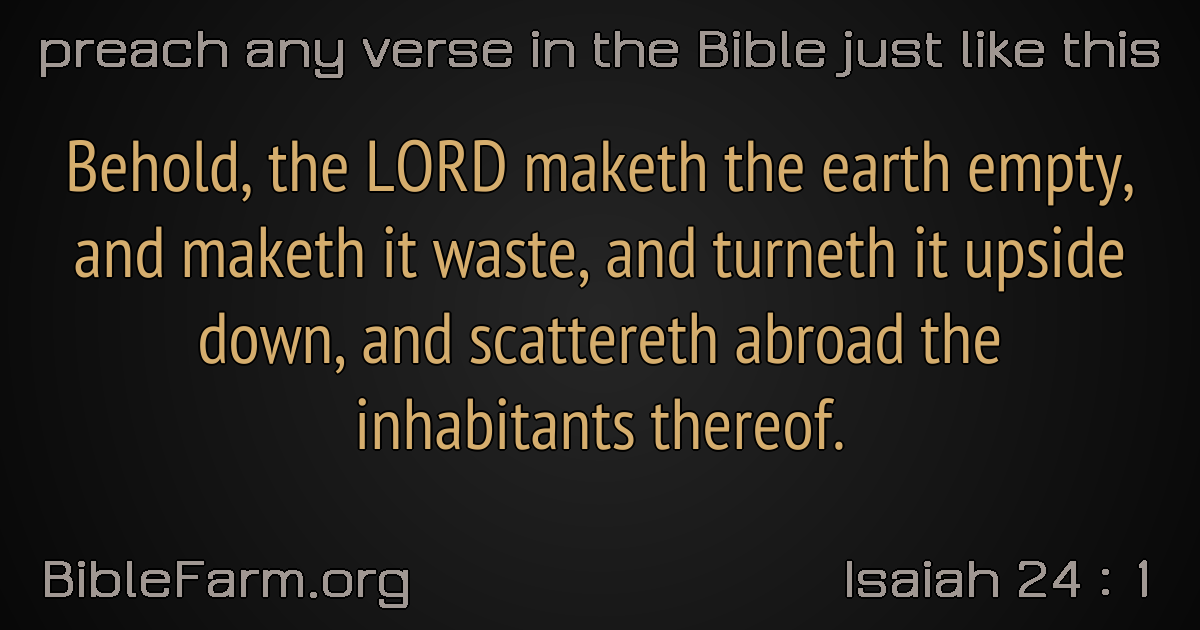 preach any verse in the Bible just like this
Behold, the LORD maketh the earth empty,
and maketh it waste, and turneth it upside
down, and scattereth abroad the
inhabitants thereof.
BibleFarm.org
Isaiah 24 : 1